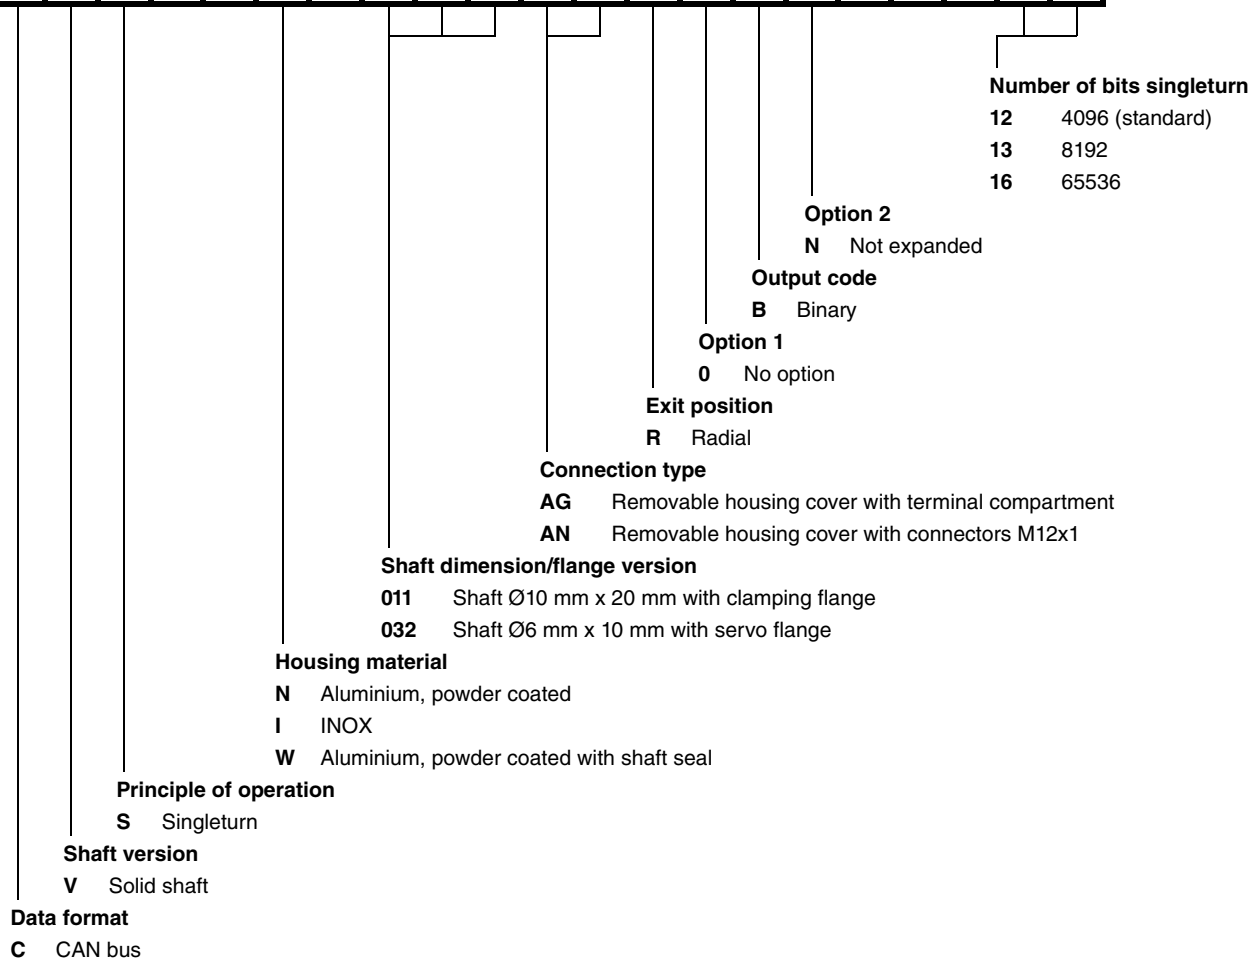 Number of bits singleturn
12 4096 (standard)
13 8192
16 65536
Option 2
N Not expanded
Output code
B Binary
Option 1
0 No option
Exit position
R Radial
Connection type
AG Removable housing cover with terminal compartment
AN Removable housing cover with connectors M12x1
Shaft dimension/flange version
011 Shaft Ø10 mm x 20 mm with clamping flange
032 Shaft Ø6 mm x 10 mm with servo flange
Housing material
N Aluminium, powder coated
I INOX
W Aluminium, powder coated with shaft seal
Principle of operation
S Singleturn
Shaft version
V Solid shaft
Data format
C CAN bus